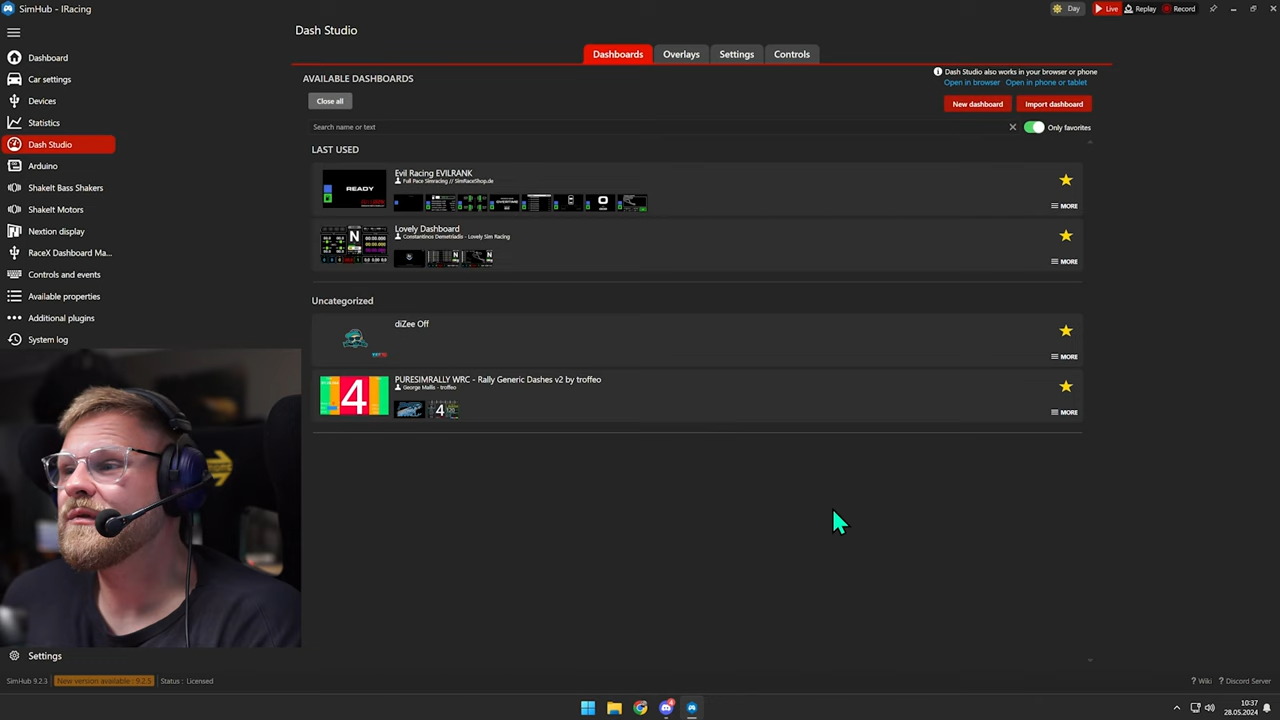 SimHub - IRacing
Day
Live
Replay
Record
Dashboard
Car settings
Devices
Statistics
Dash Studio
Arduino
ShakeIt Bass Shakers
ShakeIt Motors
Nextion display
RaceX Dashboard Ma...
Controls and events
Available properties
Additional plugins
System log
Settings
Dash Studio
Dashboards
Overlays
Settings
Controls
AVAILABLE DASHBOARDS
Dash Studio also works in your browser or phone
Open in browser Open in phone or tablet
Close all
New dashboard
Import dashboard
Search name or text
Only favorites
LAST USED
READY
Evil Racing EVILRANK
Full Pace Simracing // SimRaceShop.de
MORE
N
Lovely Dashboard
Constantinos Demetriadis - Lovely Sim Racing
MORE
Uncategorized
diZee Off
MORE
4
PURESIMRALLY WRC - Rally Generic Dashes v2 by troffeo
George Mallis - troffeo
MORE
SimHub 9.2.3
New version available : 9.2.5
Status : Licensed
Wiki
Discord Server
10:37
28.05.2024